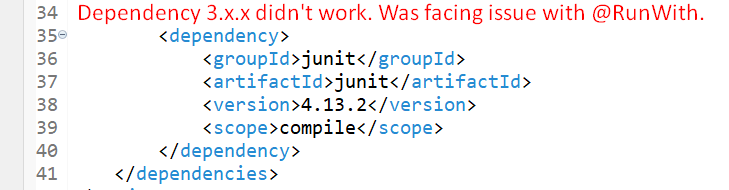 34 Dependency 3.x.x didn't work. Was facing issue with @RunWith.
35 <dependency>
36 <groupId>junit</groupId>
37 <artifactId>junit</artifactId>
38 <version>4.13.2</version>
39 <scope>compile</scope>
40 </dependency>
41 </dependencies>